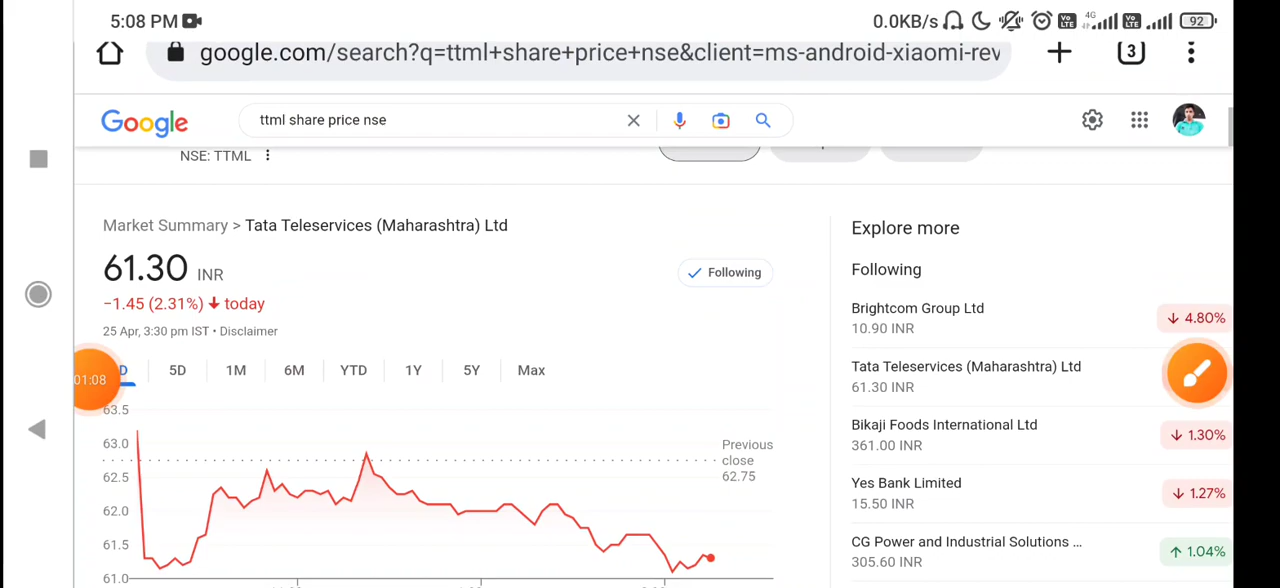 5:08 PM
0.0KB/s
4G
Vo LTE
Vo LTE
92
google.com/search?q=ttml+share+price+nse&client=ms-android-xiaomi-rev
3
Google
ttml share price nse
NSE: TTML
Market Summary > Tata Teleservices (Maharashtra) Ltd
61.30 INR
Following
−1.45 (2.31%) ↓ today
25 Apr, 3:30 pm IST • Disclaimer
01:08
D
5D
1M
6M
YTD
1Y
5Y
Max
63.5
63.0
62.5
62.0
61.5
61.0
Previous
close
62.75
Explore more
Following
Brightcom Group Ltd
10.90 INR
↓ 4.80%
Tata Teleservices (Maharashtra) Ltd
61.30 INR
Bikaji Foods International Ltd
361.00 INR
↓ 1.30%
Yes Bank Limited
15.50 INR
↓ 1.27%
CG Power and Industrial Solutions ...
305.60 INR
↑ 1.04%